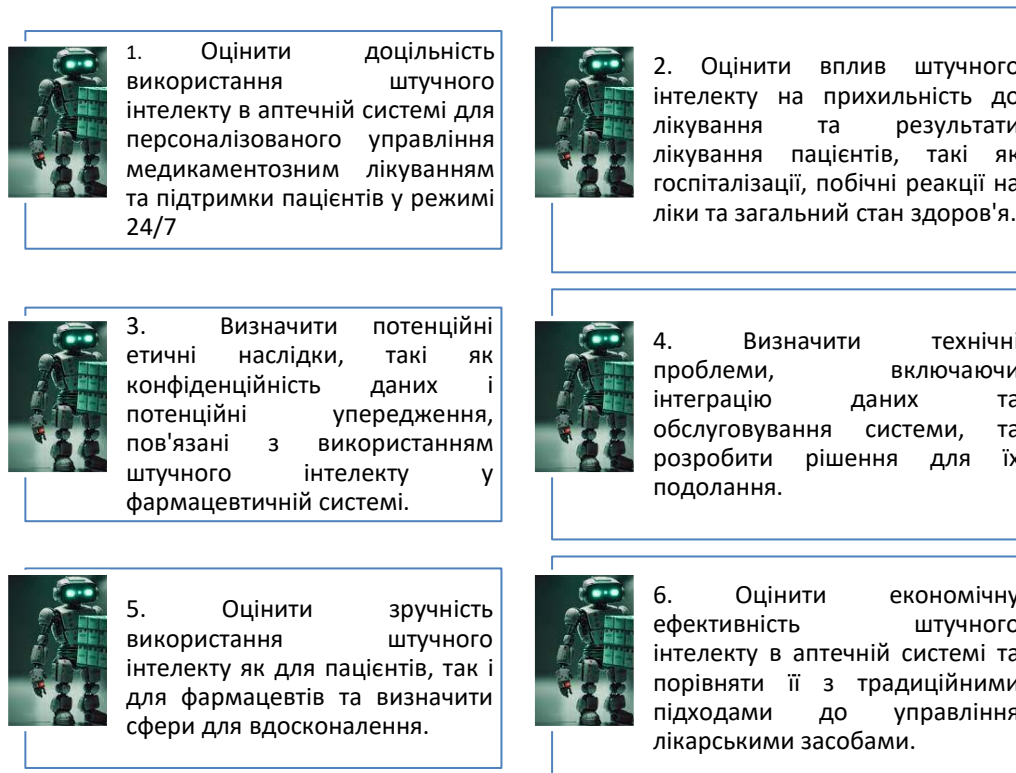 1. Оцінити доцільність
використання штучного
інтелекту в аптечній системі для
персоналізованого управління
медикаментозним лікуванням
та підтримки пацієнтів у режимі
24/7
2. Оцінити вплив штучного
інтелекту на прихильність до
лікування та результати
лікування пацієнтів, такі як
госпіталізації, побічні реакції на
ліки та загальний стан здоров'я.
3. Визначити потенційні
етичні наслідки, такі як
конфіденційність даних і
потенційні упередження,
пов'язані з використанням
штучного інтелекту у
фармацевтичній системі.
4. Визначити технічні
проблеми, включаючи
інтеграцію даних та
обслуговування системи, та
розробити рішення для їх
подолання.
5. Оцінити зручність
використання штучного
інтелекту як для пацієнтів, так і
для фармацевтів та визначити
сфери для вдосконалення.
6. Оцінити економічну
ефективність штучного
інтелекту в аптечній системі та
порівняти її з традиційними
підходами до управління
лікарськими засобами.